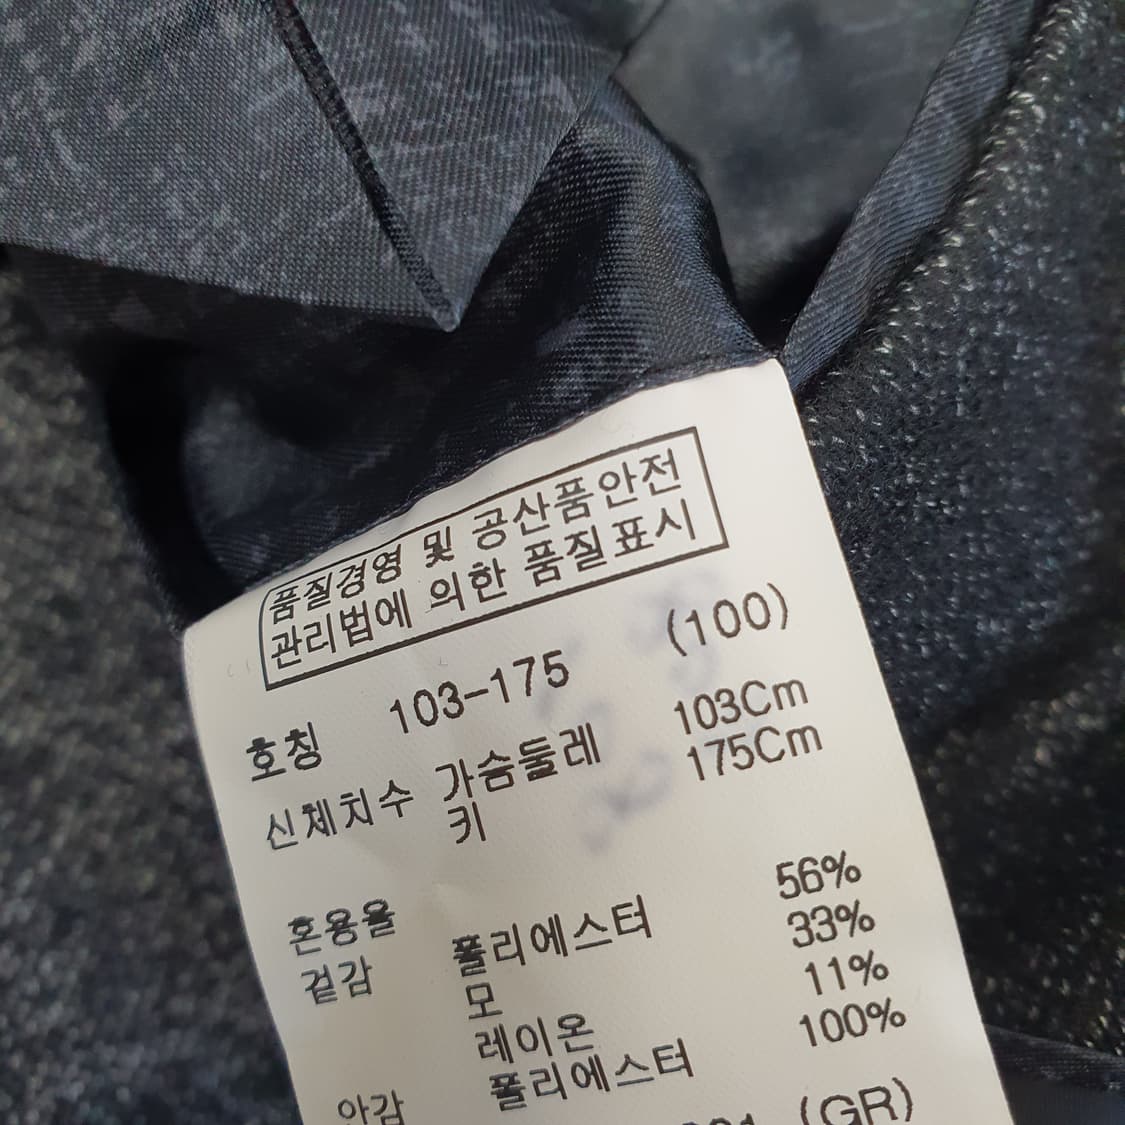 품질경영 및 공산품안전
관리법에 의한 품질표시
호칭 103-175 (100)
신체치수 가슴둘레 103Cm
키 175Cm
혼용율
겉감 폴리에스터 56%
모 33%
레이온 11%
안감 폴리에스터 100%
(GR)